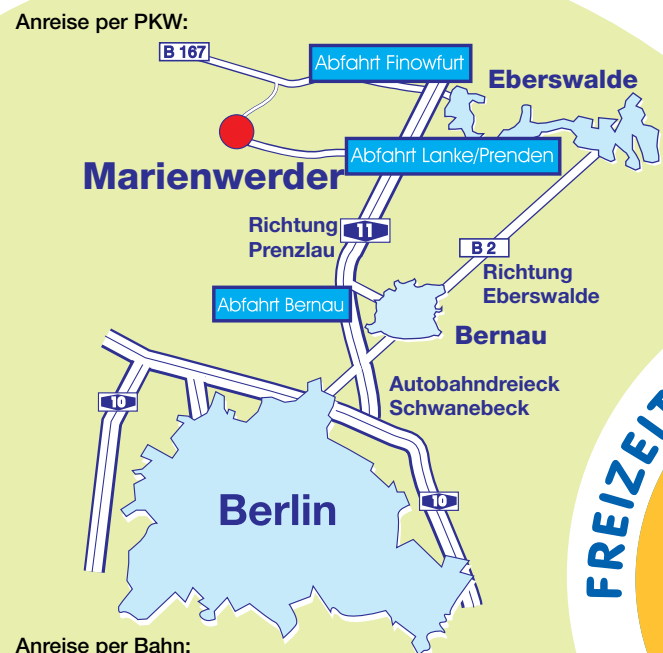 Anreise per PKW:
B 167
Abfahrt Finowfurt
Eberswalde
Abfahrt Lanke/Prenden
Marienwerder
Richtung
Prenzlau
11
B 2
Richtung
Eberswalde
Abfahrt Bernau
Bernau
Autobahndreieck
Schwanebeck
10
10
Berlin
FREIZEIT
Anreise per Bahn: